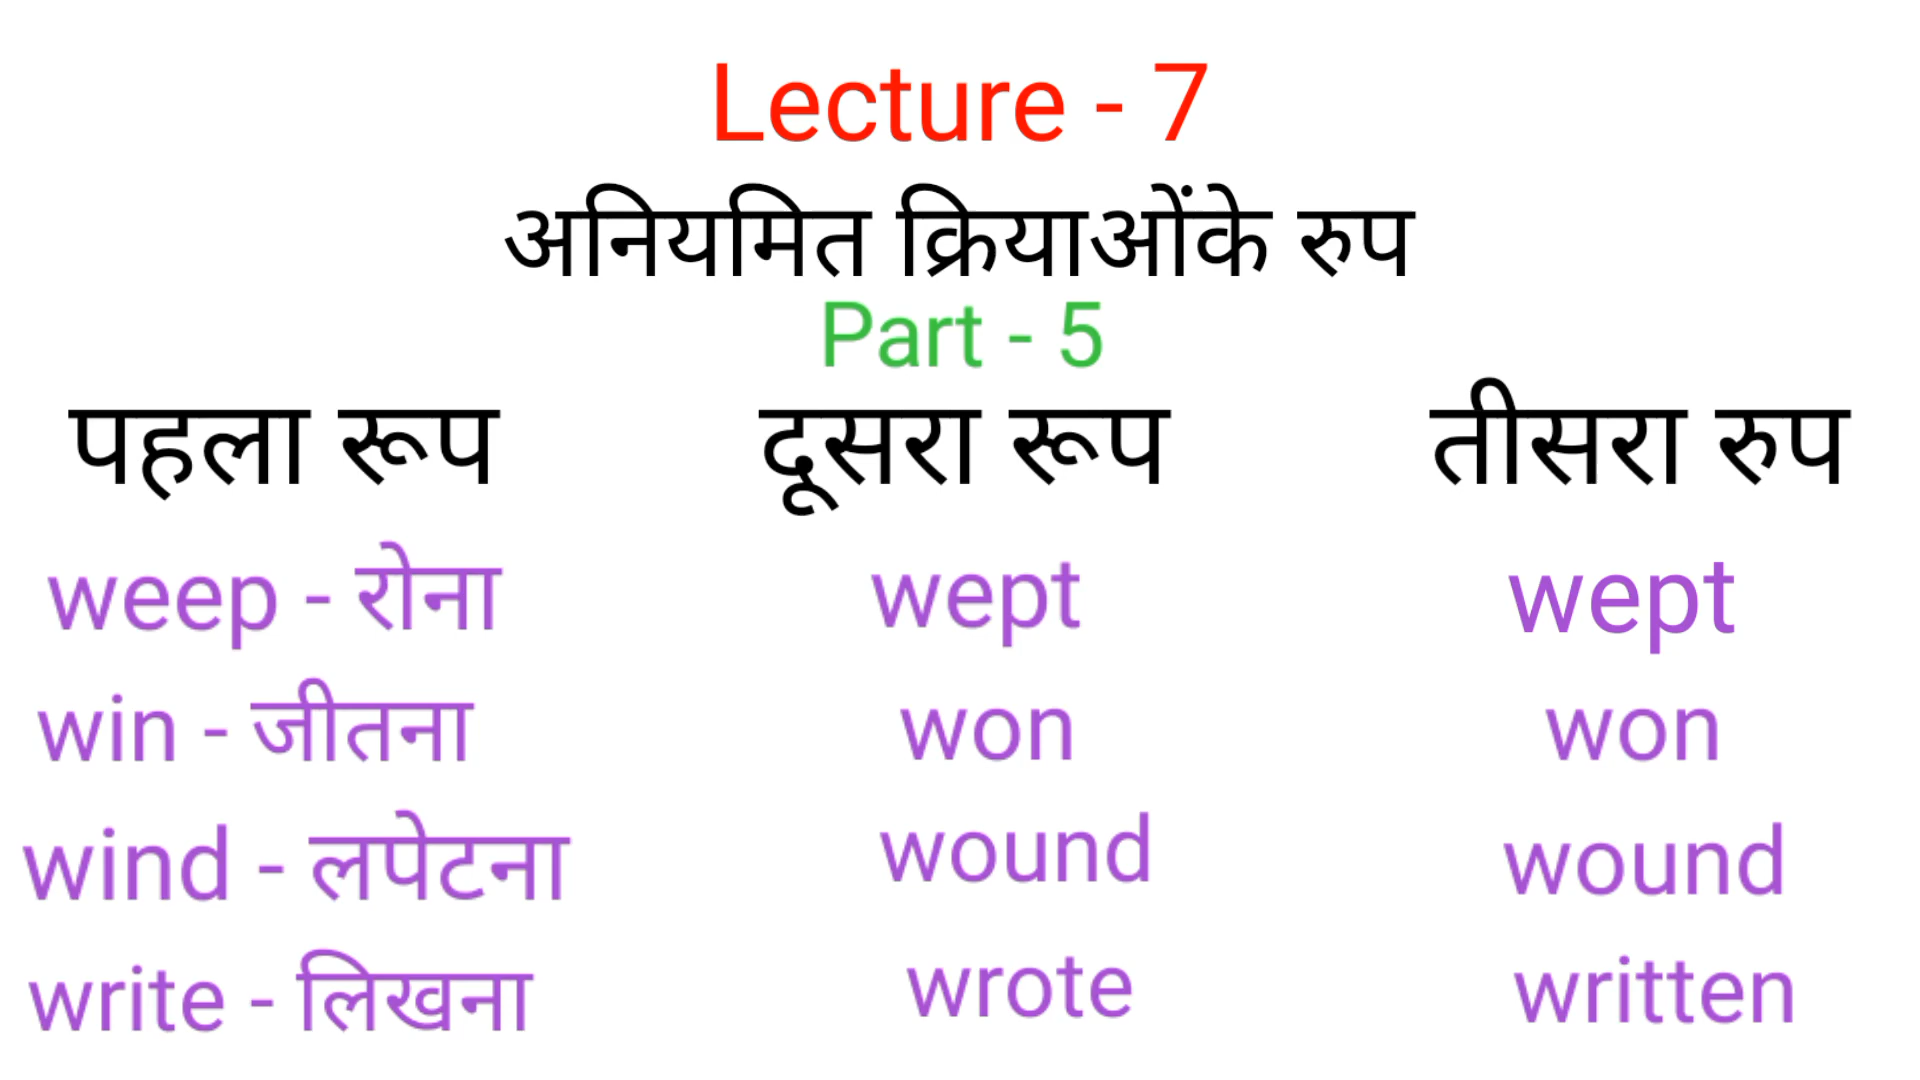 Lecture - 7
अनियमित क्रियाओंके रुप
Part - 5
पहला रूप दूसरा रूप तीसरा रुप
weep - रोना wept wept
win - जीतना won won
wind - लपेटना wound wound
write - लिखना wrote written